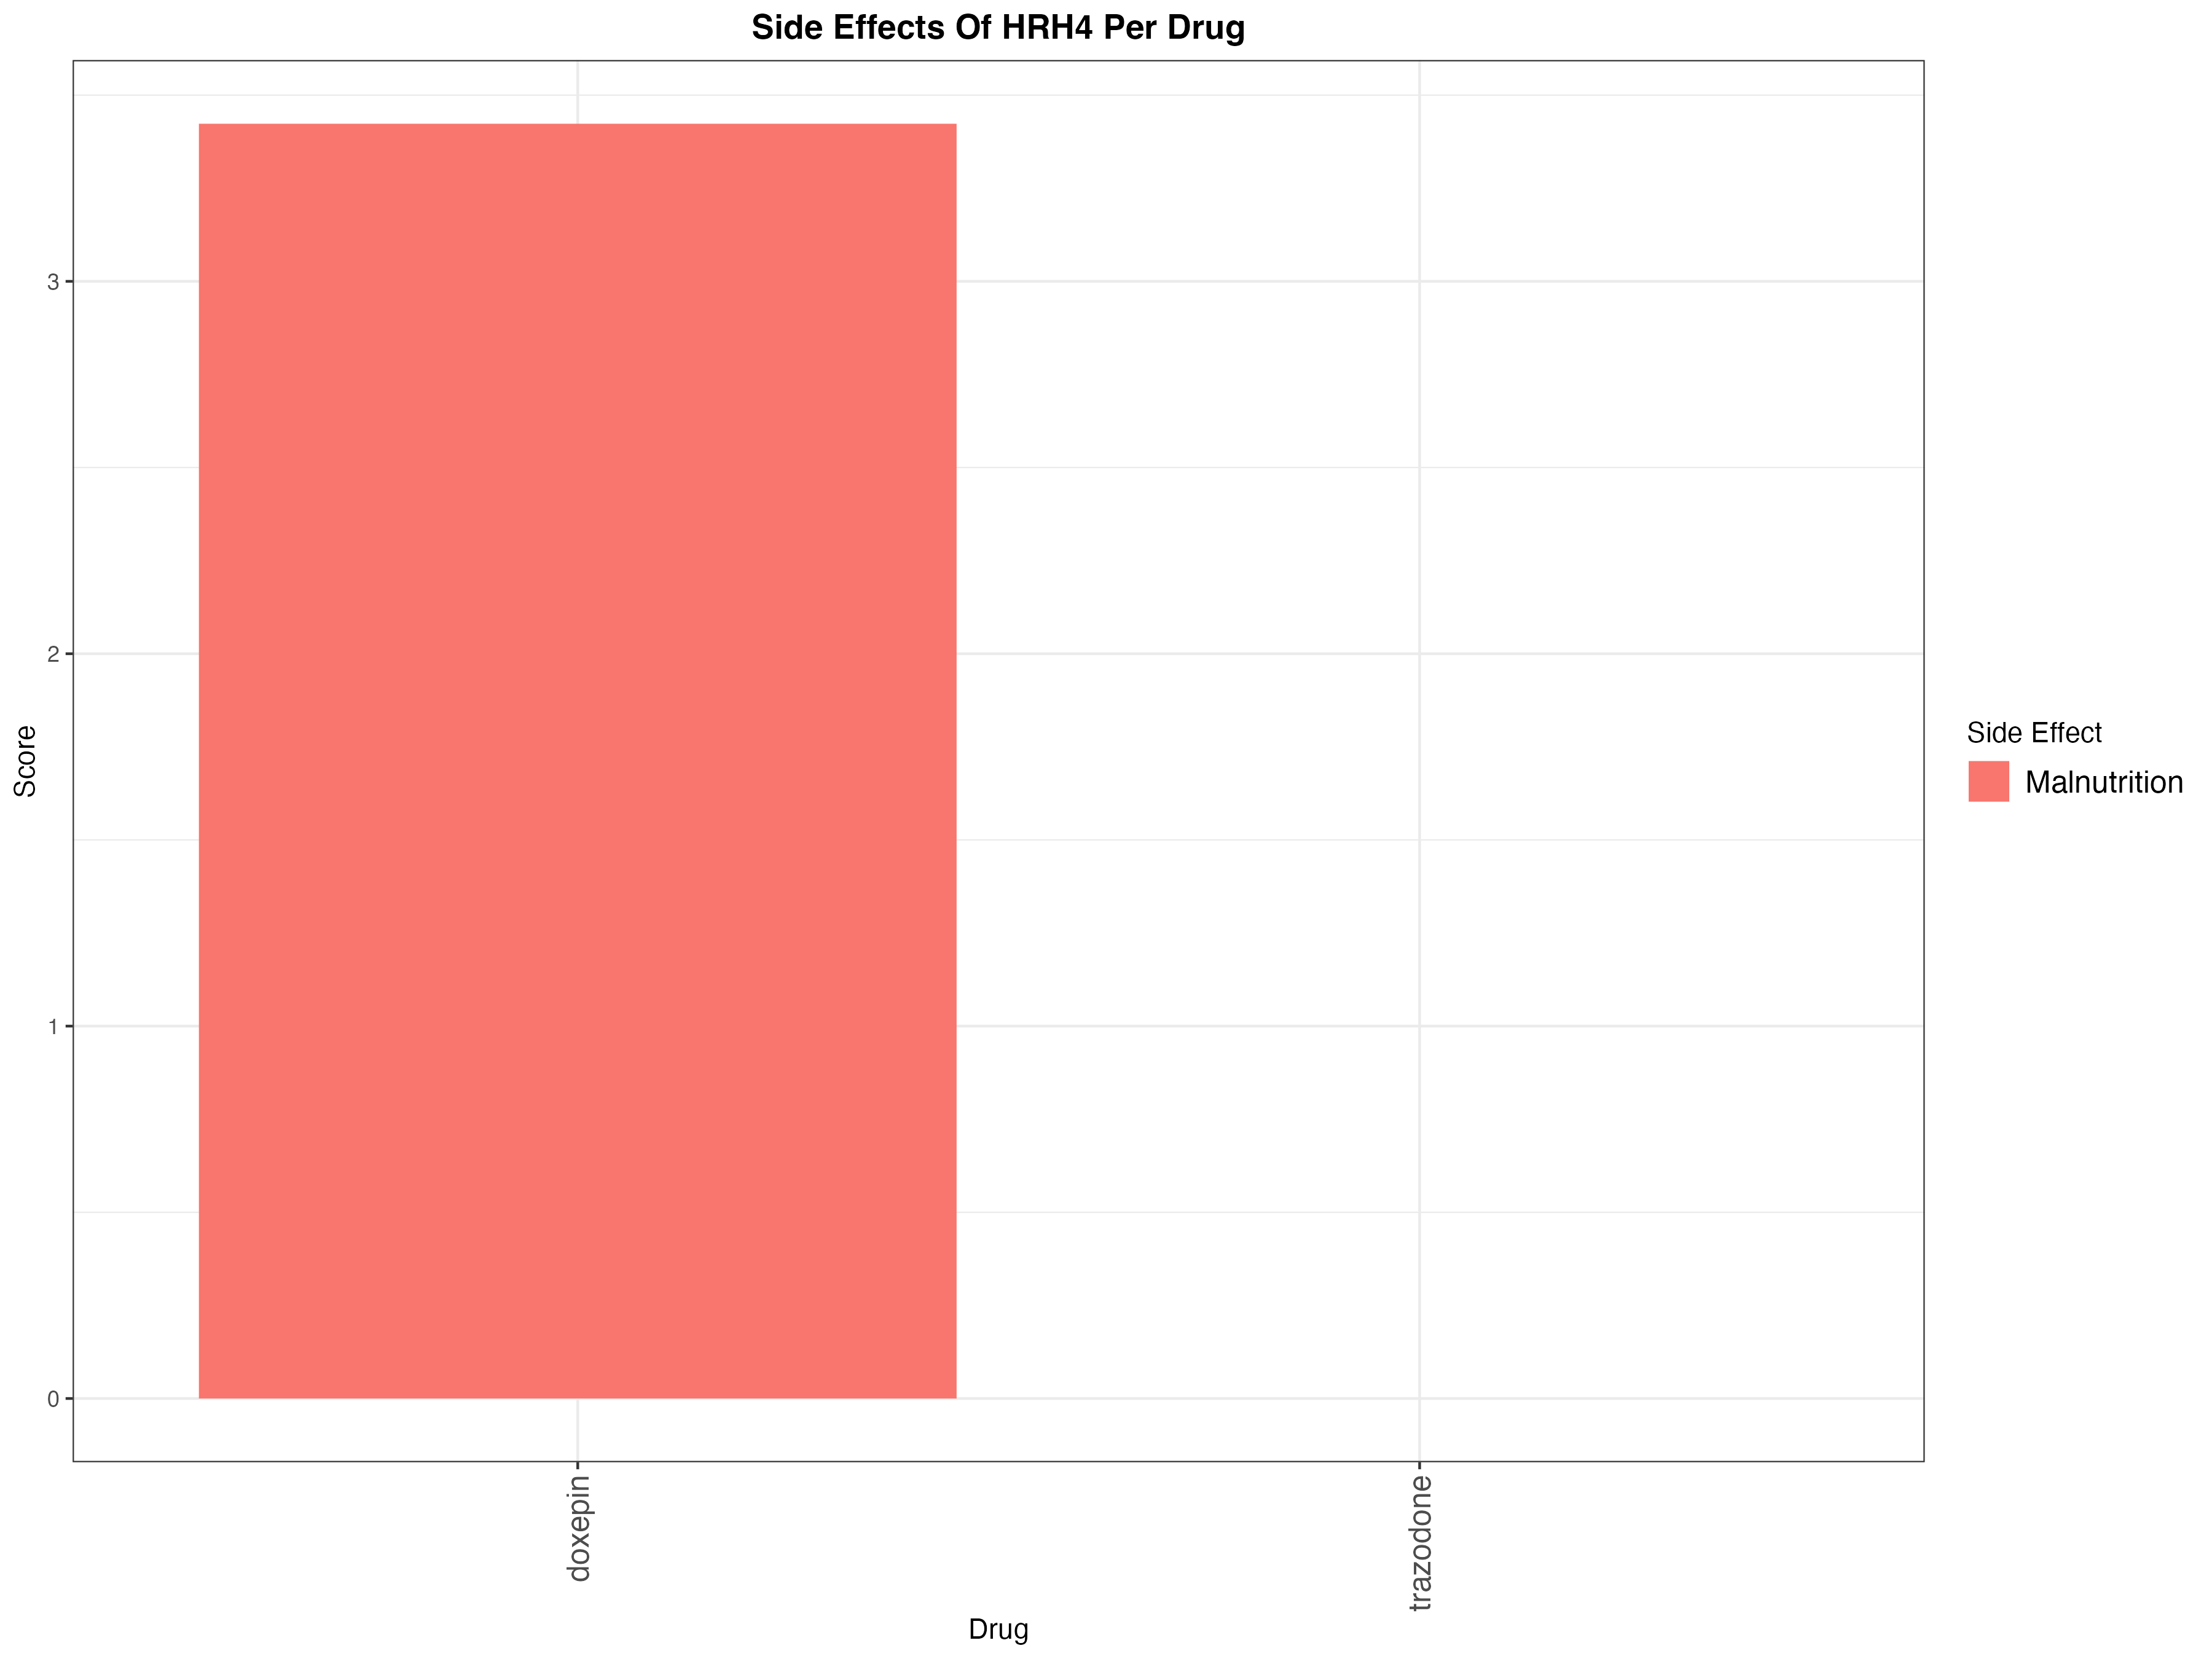 Side Effects Of HRH4 Per Drug
3
2
1
0
Score
doxepin
trazodone
Drug
Side Effect
Malnutrition